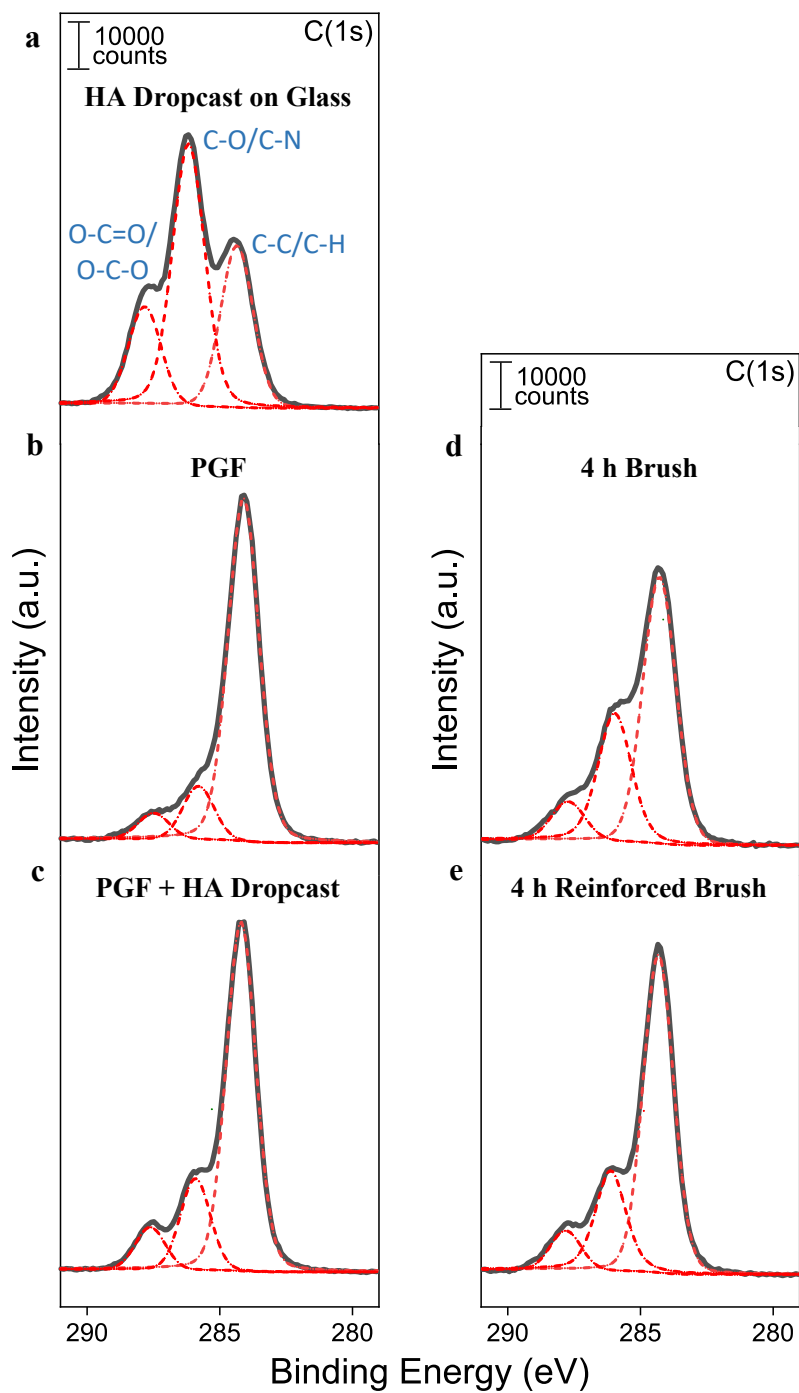 a
10000
counts
C(1s)
HA Dropcast on Glass
C-O/C-N
O-C=O/
O-C-O
C-C/C-H
b
PGF
c
PGF + HA Dropcast
10000
counts
C(1s)
d
4 h Brush
e
4 h Reinforced Brush
Intensity (a.u.)
Intensity (a.u.)
290
285
280
290
285
280
Binding Energy (eV)